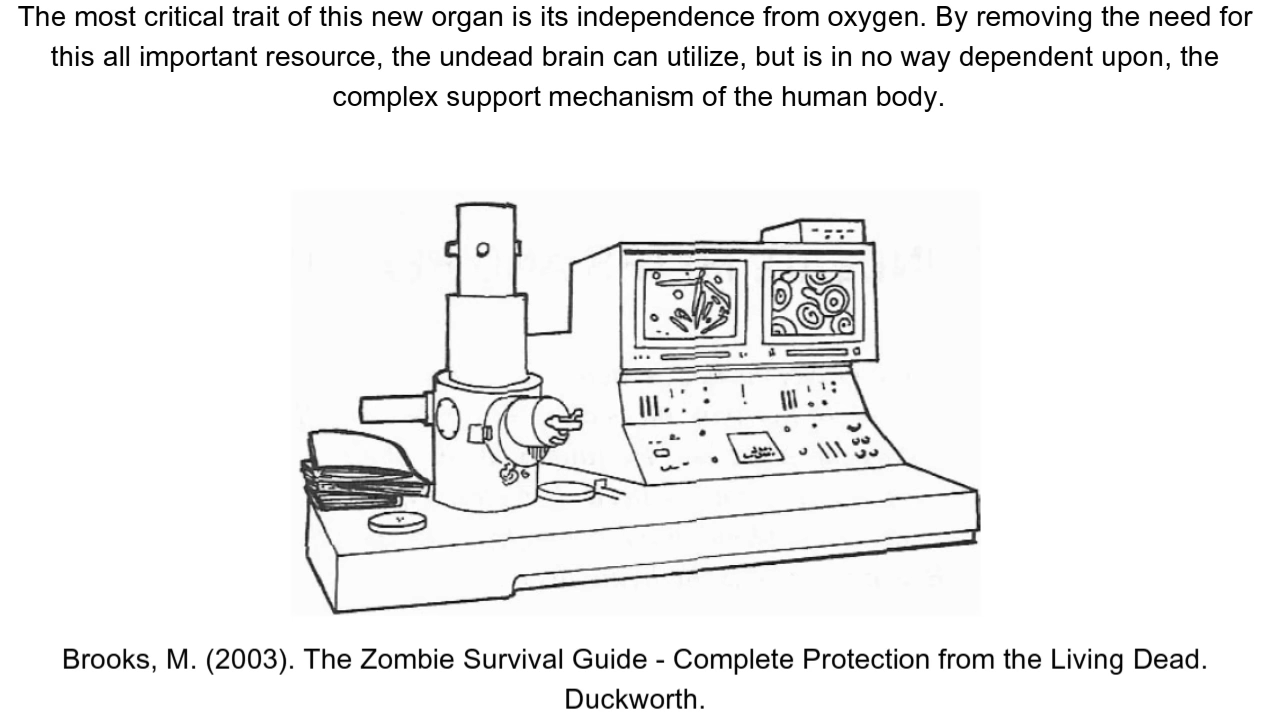 The most critical trait of this new organ is its independence from oxygen. By removing the need for
this all important resource, the undead brain can utilize, but is in no way dependent upon, the
complex support mechanism of the human body.
Brooks, M. (2003). The Zombie Survival Guide - Complete Protection from the Living Dead.
Duckworth.